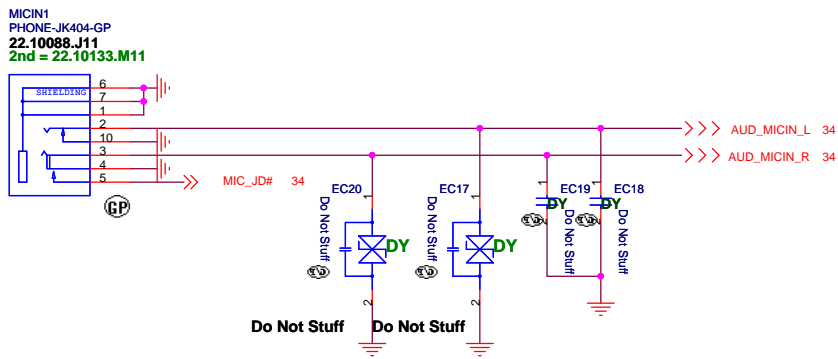 MICIN1
PHONE-JK404-GP
22.10088.J11
2nd = 22.10133.M11
SHIELDING
6
7
1
2
10
3
4
5
GP
MIC_JD# 34
AUD_MICIN_L 34
AUD_MICIN_R 34
EC20
1
Do Not Stuff
DY
2
Do Not Stuff
EC17
1
Do Not Stuff
DY
2
Do Not Stuff
EC19
1
DY
2
Do Not Stuff
EC18
1
DY
2
Do Not Stuff